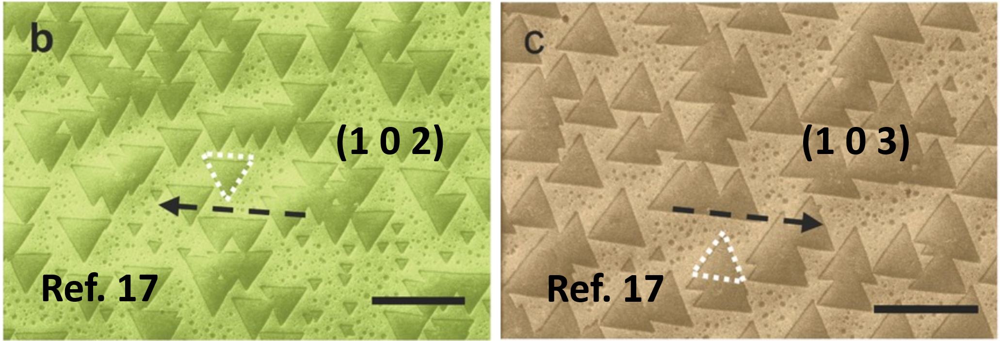 b
(1 0 2)
Ref. 17
c
(1 0 3)
Ref. 17